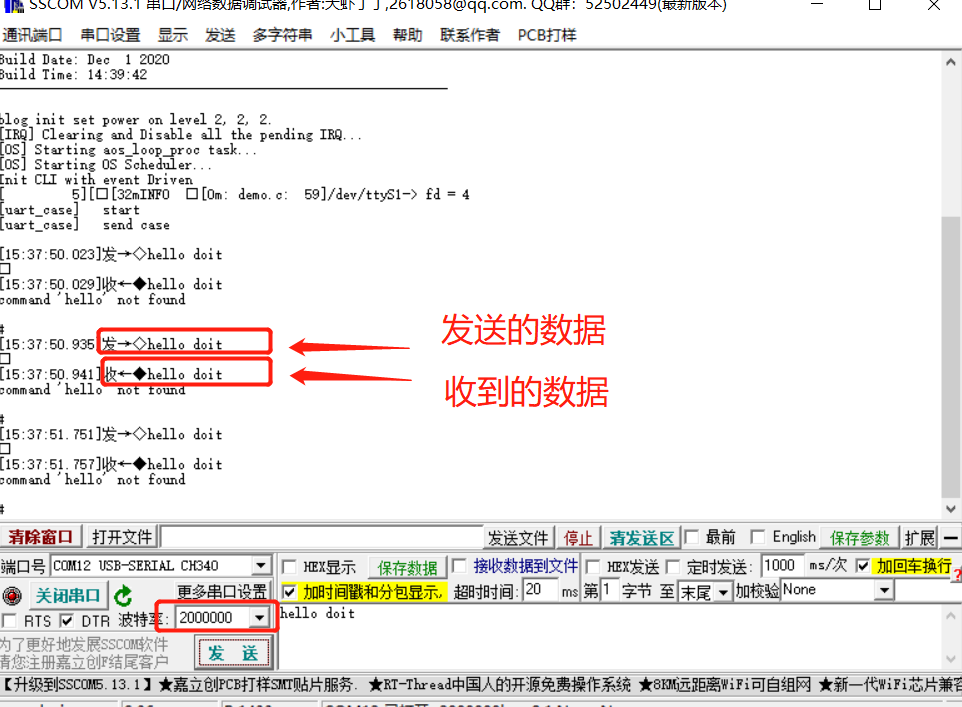 SSCOM V5.13.1 串口/网络数据调试器,作者:大虾丁丁,2618058@qq.com. QQ群: 52502449(最新版本)
通讯端口 串口设置 显示 发送 多字符串 小工具 帮助 联系作者 PCB打样
Build Date: Dec 1 2020
Build Time: 14:39:42
blog init set power on level 2, 2, 2.
[IRQ] Clearing and Disable all the pending IRQ...
[OS] Starting aos_loop_proc task...
[OS] Starting OS Scheduler...
Init CLI with event Driven
[ 5][□[32mINFO □[0m: demo.c: 59]/dev/ttyS1-> fd = 4
[uart_case] start
[uart_case] send case
[15:37:50.023]发→◇hello doit
□
[15:37:50.029]收←◆hello doit
command 'hello' not found
#
[15:37:50.935]发→◇hello doit
□
[15:37:50.941]收←◆hello doit
command 'hello' not found
发送的数据
收到的数据
#
[15:37:51.751]发→◇hello doit
□
[15:37:51.757]收←◆hello doit
command 'hello' not found
#
清除窗口 打开文件 发送文件 停止 清发送区 最前 English 保存参数 扩展 —
端口号 COM12 USB-SERIAL CH340 HEX显示 保存数据 接收数据到文件 HEX发送 定时发送: 1000 ms/次 加回车换行
关闭串口 更多串口设置 加时间戳和分包显示, 超时时间: 20 ms 第 1 字节 至 末尾 加校验 None
RTS DTR 波特率: 2000000 hello doit
为了更好地发展SSCOM软件
请您注册嘉立创F结尾客户
发 送
【升级到SSCOM5.13.1】★嘉立创PCB打样SMT贴片服务. ★RT-Thread中国人的开源免费操作系统 ★8KM远距离WiFi可自组网 ★新一代WiFi芯片兼容